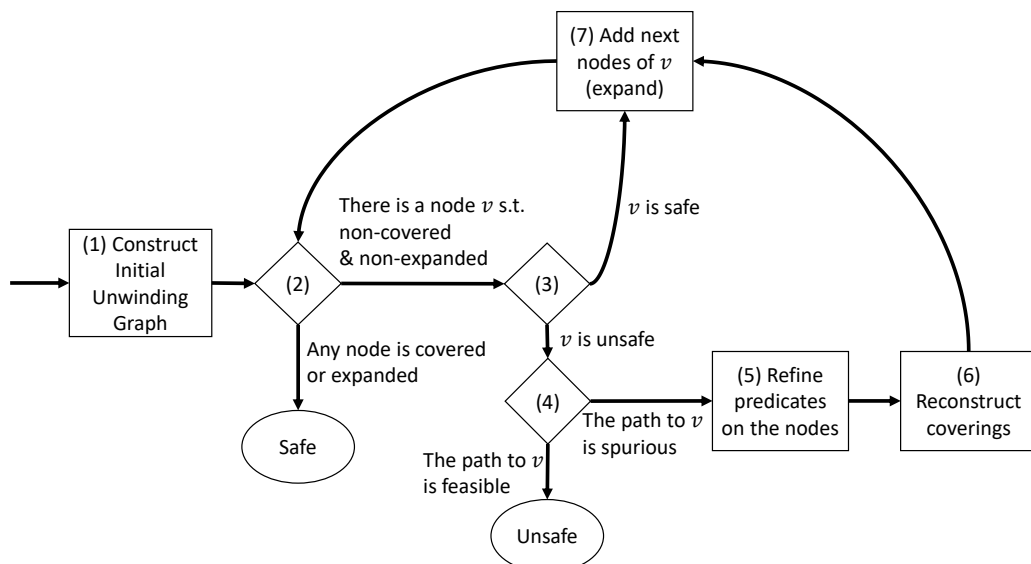 (7) Add next
nodes of 𝑣
(expand)
There is a node 𝑣 s.t.
non-covered
& non-expanded
𝑣 is safe
(1) Construct
Initial
Unwinding
Graph
(2)
(3)
Any node is covered
or expanded
𝑣 is unsafe
Safe
(4)
The path to 𝑣
is spurious
(5) Refine
predicates
on the nodes
(6)
Reconstruct
coverings
The path to 𝑣
is feasible
Unsafe